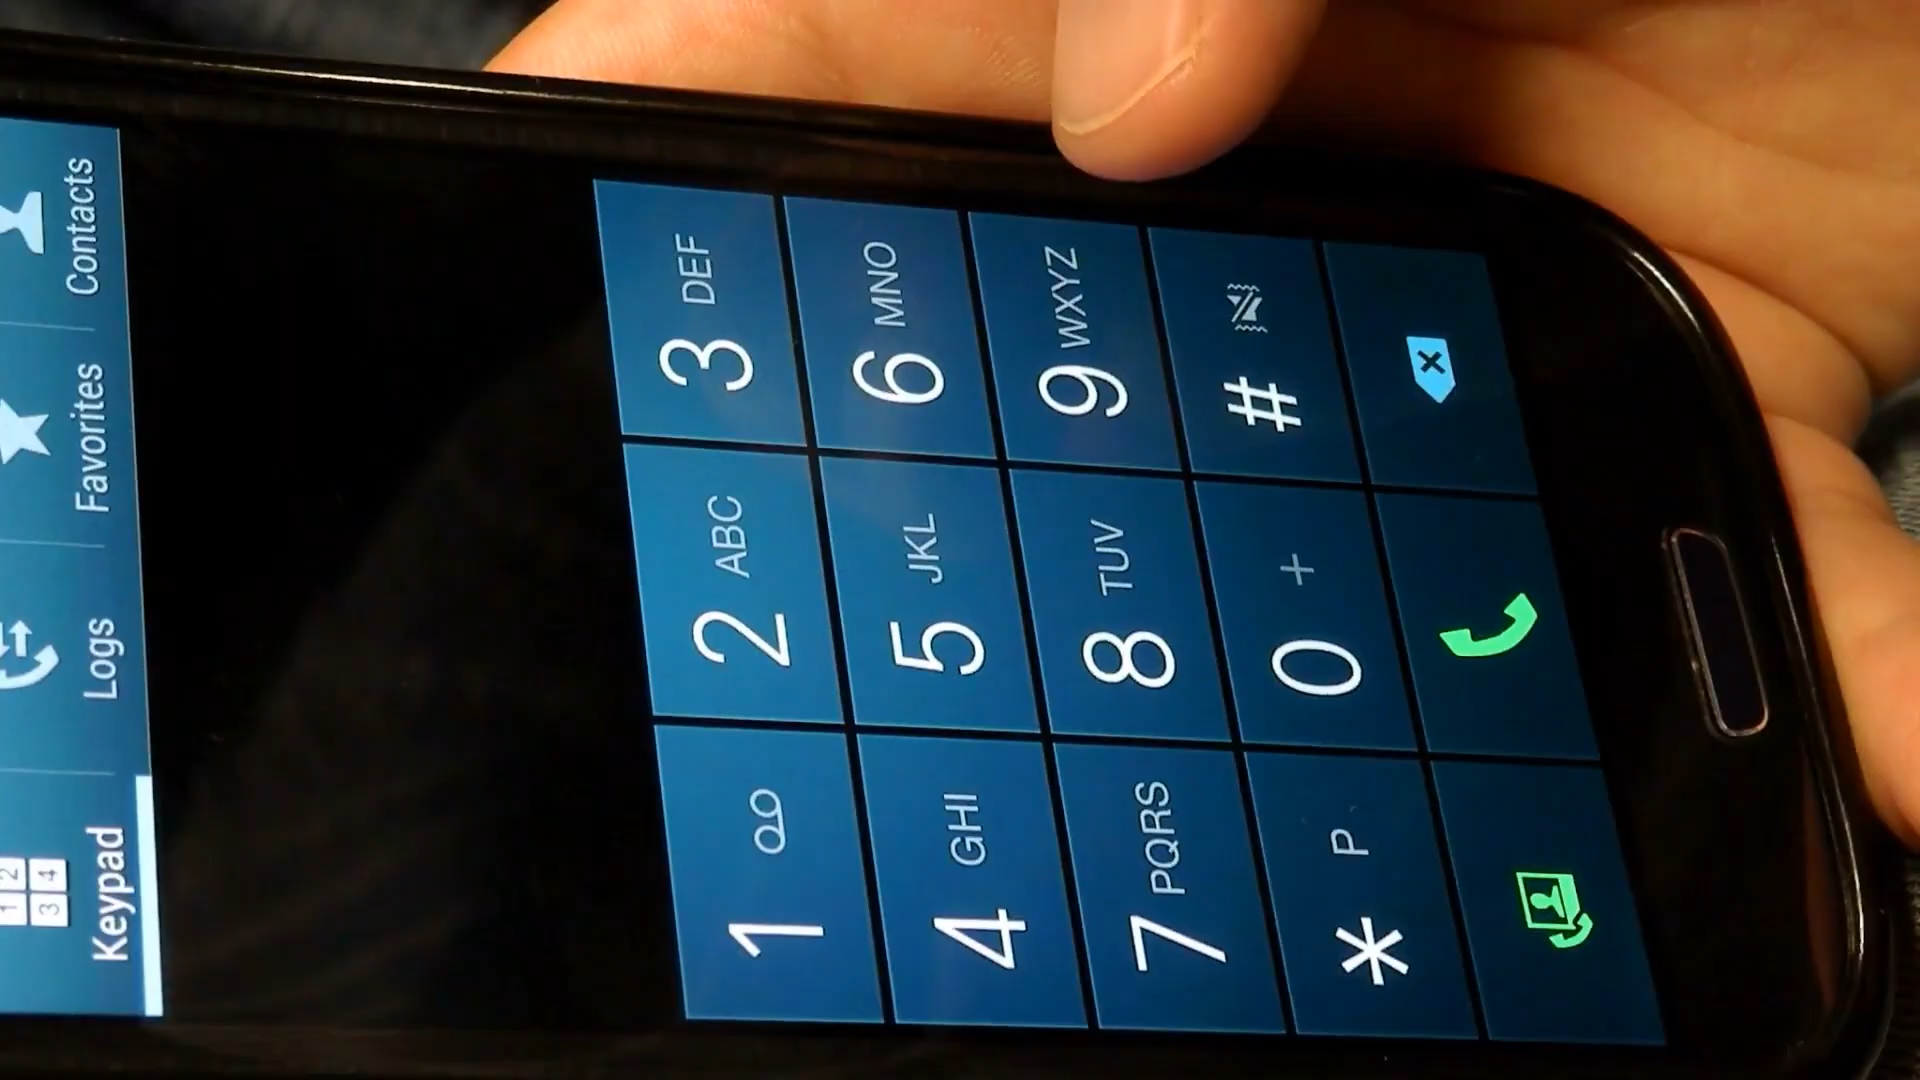 Keypad
Logs
Favorites
Contacts
1 2
3 4
1
2 ABC
3 DEF
4 GHI
5 JKL
6 MNO
7 PQRS
8 TUV
9 WXYZ
* P
0 +
#